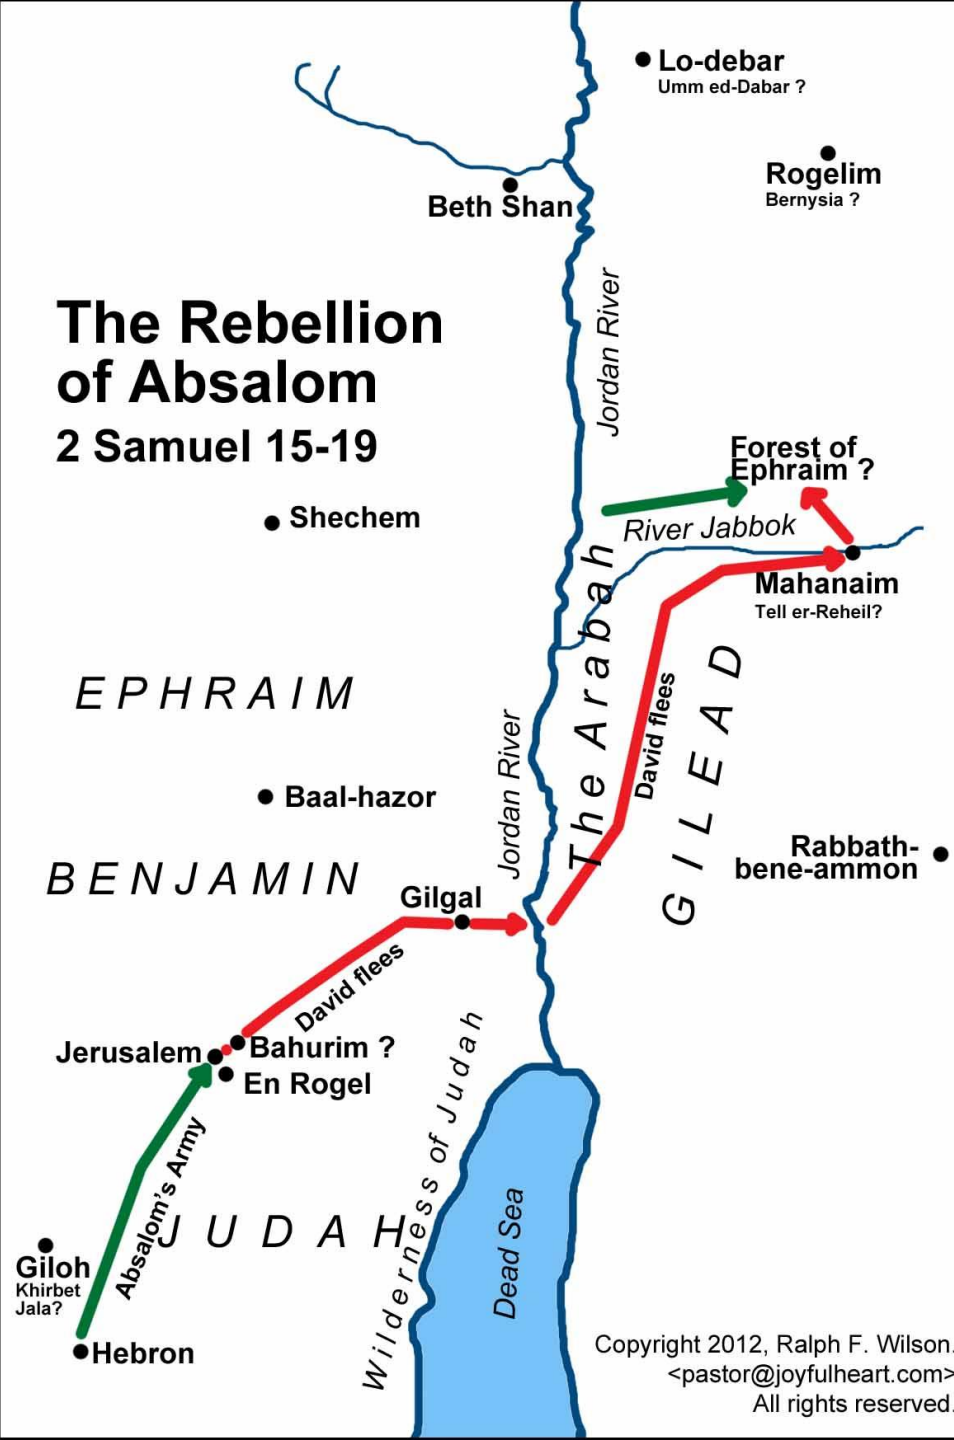 Lo-debar
Umm ed-Dabar ?
Rogelim
Bernysia ?
Beth Shan
Jordan River
The Rebellion
of Absalom
2 Samuel 15-19
Forest of
Ephraim ?
Shechem
River Jabbok
Mahanaim
Tell er-Reheil?
The Arabah
EPHRAIM
David flees
GILEAD
Jordan River
Baal-hazor
Rabbath-
bene-ammon
BENJAMIN
Gilgal
David flees
Jerusalem
Bahurim ?
En Rogel
Wilderness of Judah
Absalom's Army
JUDAH
Dead Sea
Giloh
Khirbet
Jala?
Hebron
Copyright 2012, Ralph F. Wilson.
<pastor@joyfulheart.com>
All rights reserved.